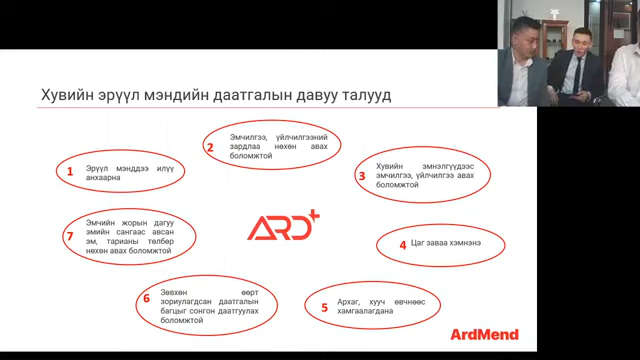 Хувийн эрүүл мэндийн даатгалын давуу талууд
1
Эрүүл мэнддээ илүү
анхаарна
2
Эмчилгээ, үйлчилгээний
зардлаа нөхөн авах
боломжтой
3
Хувийн эмнэлгүүдээс
эмчилгээ, үйлчилгээ авах
боломжтой
4
Цаг заваа хэмнэнэ
5
Архаг, хууч өвчнөөс
хамгаалагдана
6
Зөвхөн өөрт
зориулагдсан даатгалын
багцыг сонгон даатгуулах
боломжтой
7
Эмчийн жорын дагуу
эмийн сангаас авсан
эм, тарианы төлбөр
нөхөн авах боломжтой
ARD+
ArdMend